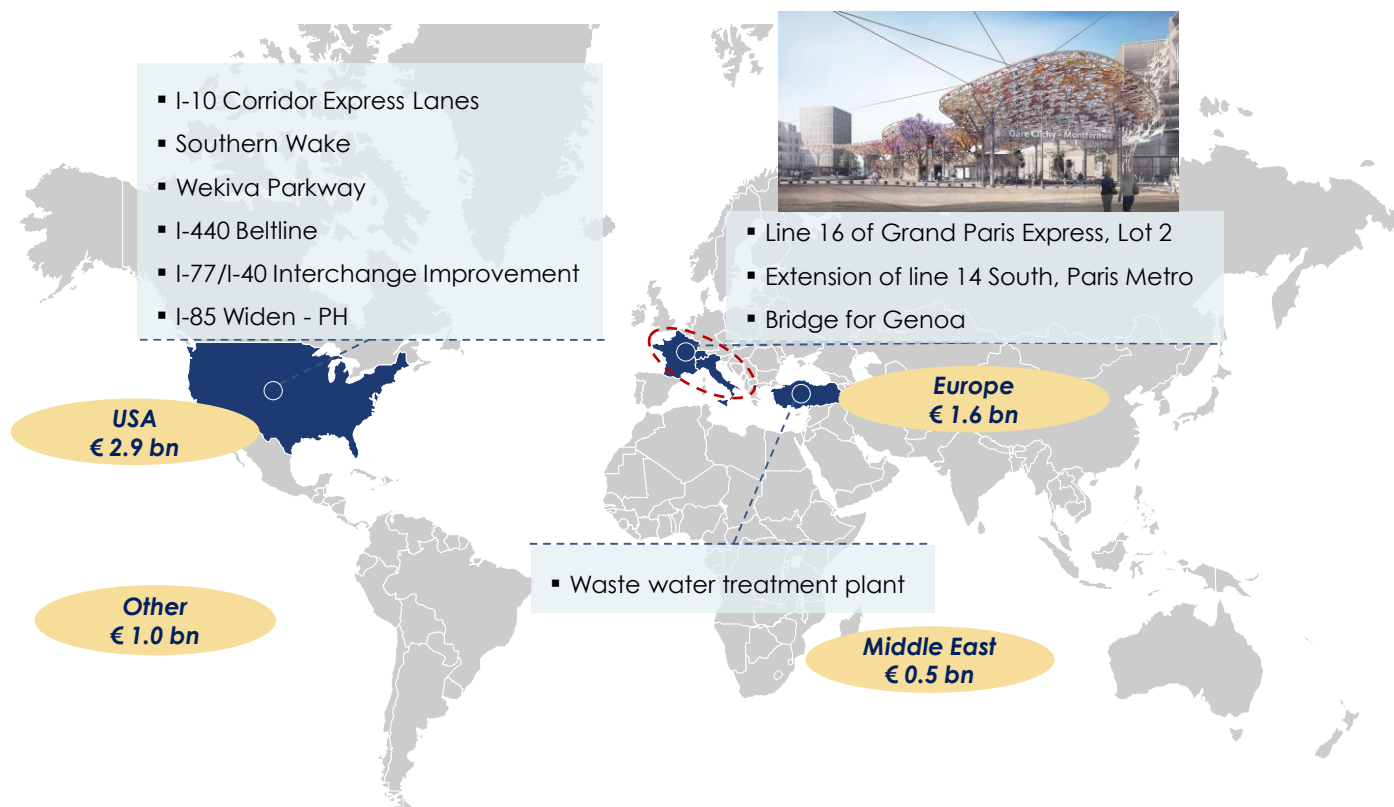 I-10 Corridor Express Lanes
Southern Wake
Wekiva Parkway
I-440 Beltline
I-77/I-40 Interchange Improvement
I-85 Widen - PH
Gare Clichy - Montfermeil
Line 16 of Grand Paris Express, Lot 2
Extension of line 14 South, Paris Metro
Bridge for Genoa
USA
€ 2.9 bn
Europe
€ 1.6 bn
Waste water treatment plant
Other
€ 1.0 bn
Middle East
€ 0.5 bn